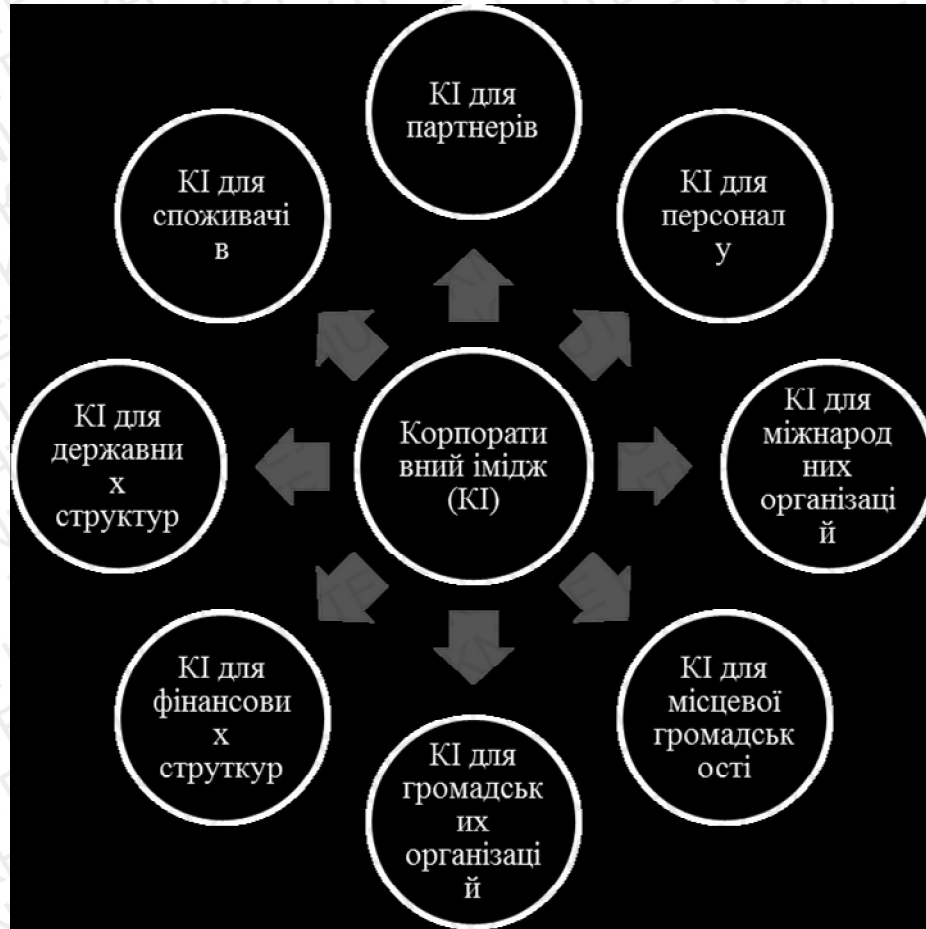 КІ для
партнерів
КІ для
персонал
у
КІ для
міжнарод
них
організаці
й
КІ для
місцевої
громадськ
ості
КІ для
громадськ
их
організаці
й
КІ для
фінансови
х
струткур
КІ для
державни
х
структур
КІ для
споживачі
в
Корпорати
вний імідж
(КІ)